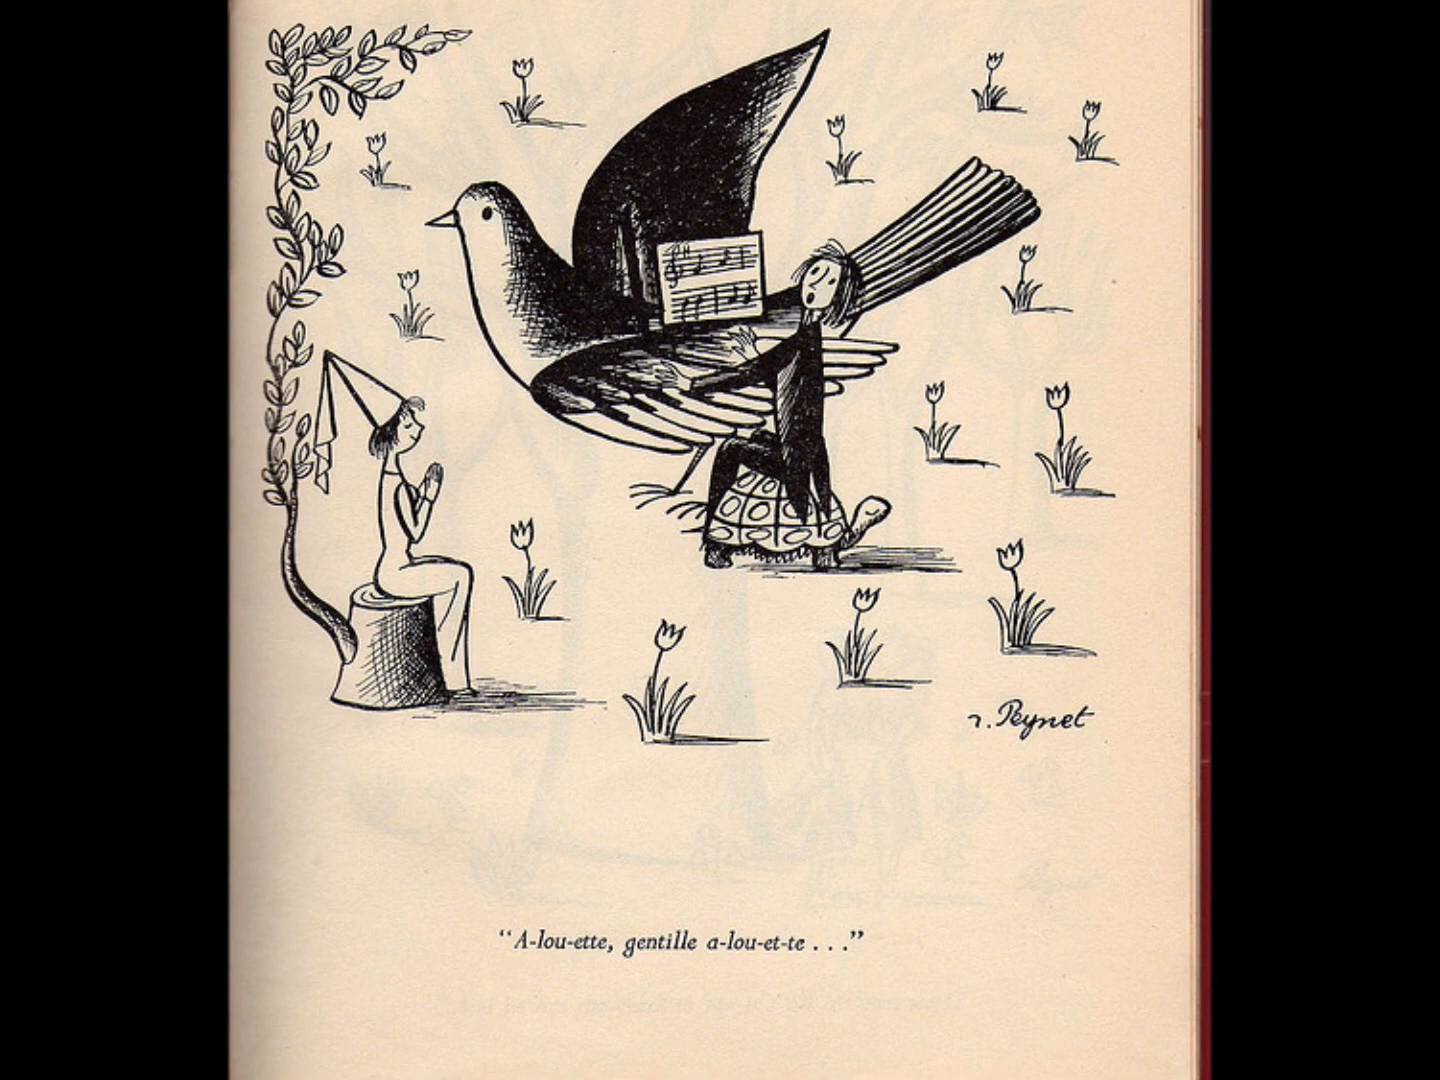 r. Peynet
“A-lou-ette, gentille a-lou-et-te . . .”